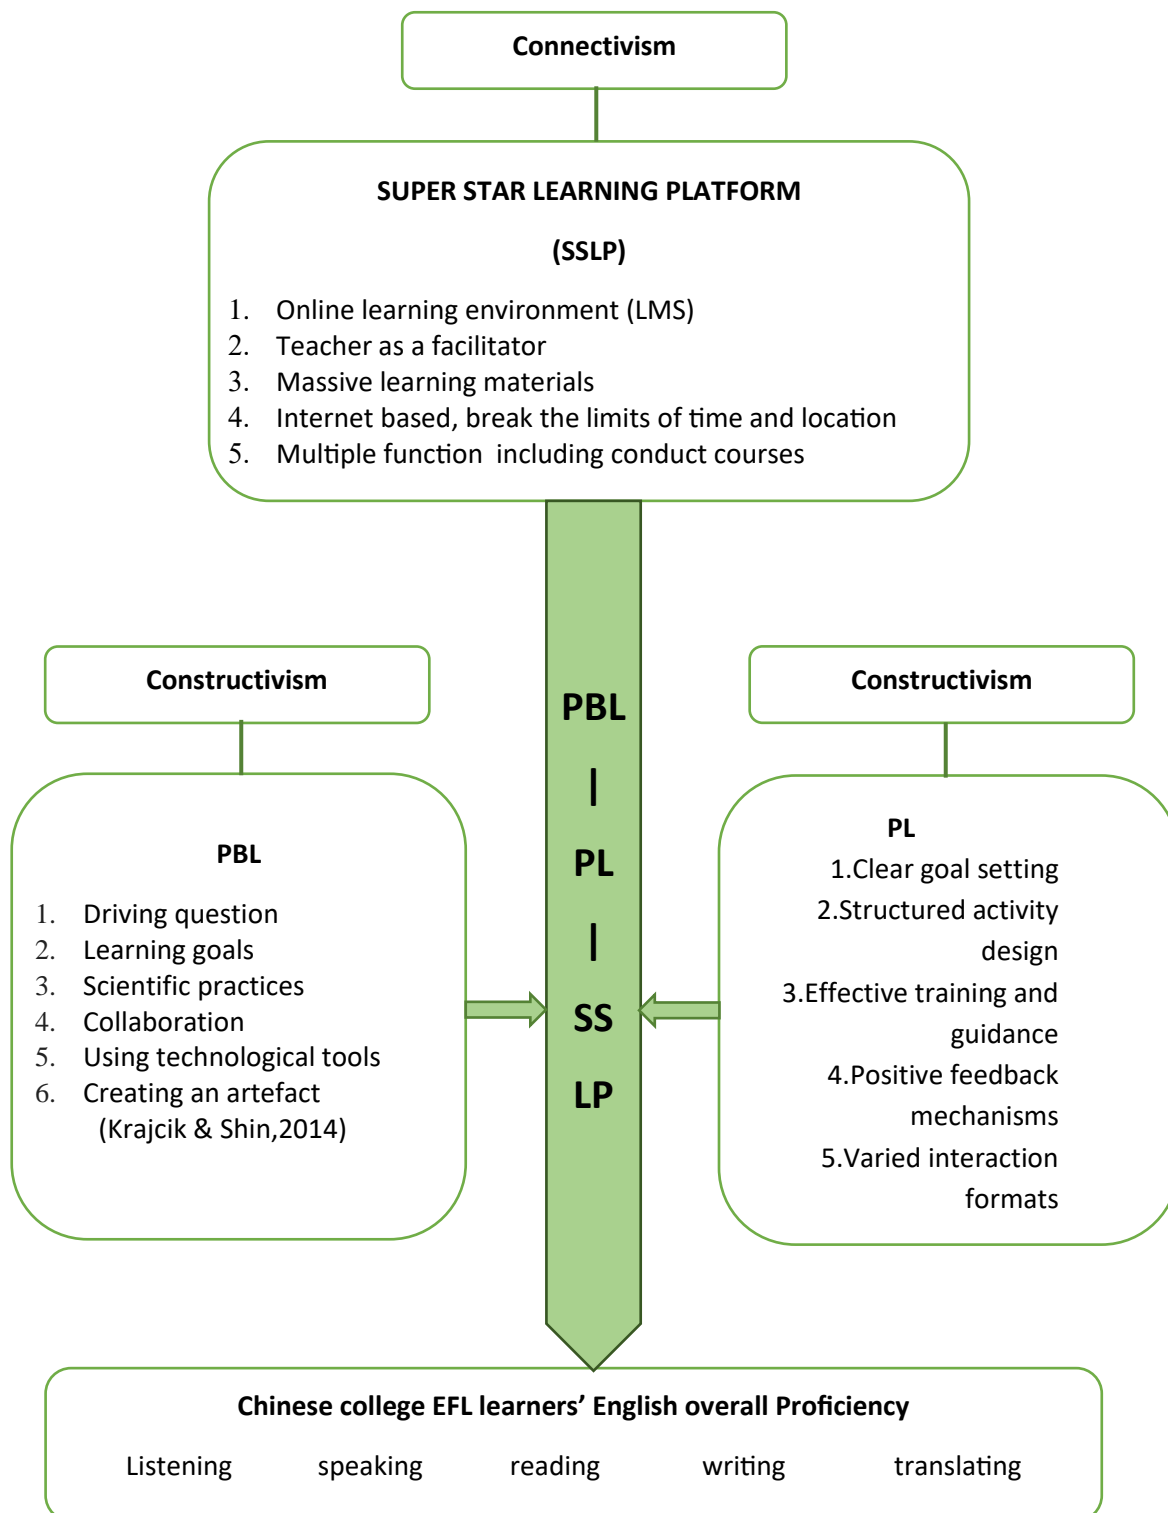 Connectivism
SUPER STAR LEARNING PLATFORM
(SSLP)
1. Online learning environment (LMS)
2. Teacher as a facilitator
3. Massive learning materials
4. Internet based, break the limits of time and location
5. Multiple function including conduct courses
Constructivism
PBL
1. Driving question
2. Learning goals
3. Scientific practices
4. Collaboration
5. Using technological tools
6. Creating an artefact
(Krajcik & Shin,2014)
PBL
|
PL
|
SS
LP
Constructivism
PL
1.Clear goal setting
2.Structured activity
design
3.Effective training and
guidance
4.Positive feedback
mechanisms
5.Varied interaction
formats
Chinese college EFL learners’ English overall Proficiency
Listening speaking reading writing translating